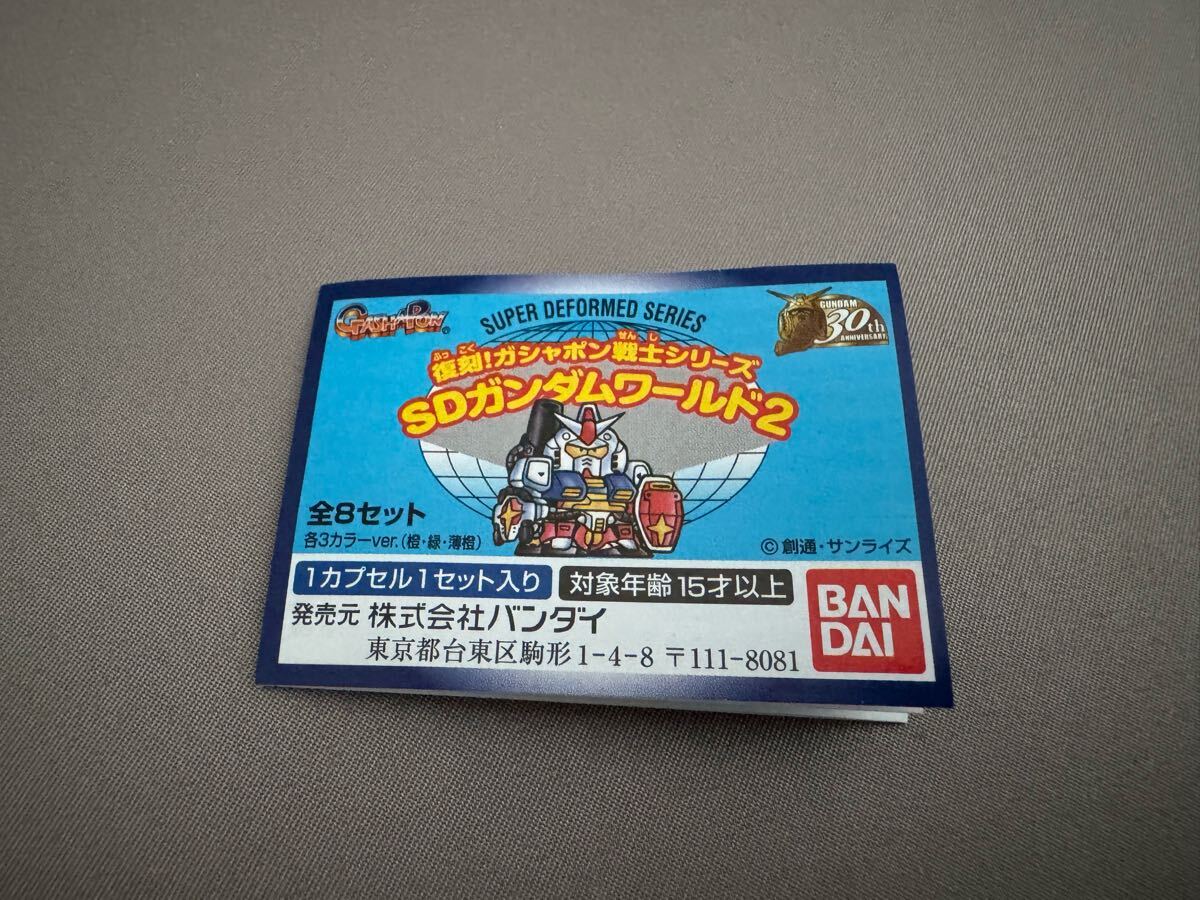 GASHAPON®
SUPER DEFORMED SERIES
GUNDAM
30th
ANNIVERSARY
ふっこく せんし
復刻!ガシャポン戦士シリーズ
SDガンダムワールド2
全8セット
各3カラーver.(橙・緑・薄橙)
©創通・サンライズ
1カプセル1セット入り 対象年齢15才以上
発売元 株式会社バンダイ
東京都台東区駒形1-4-8 〒111-8081
BAN
DAI